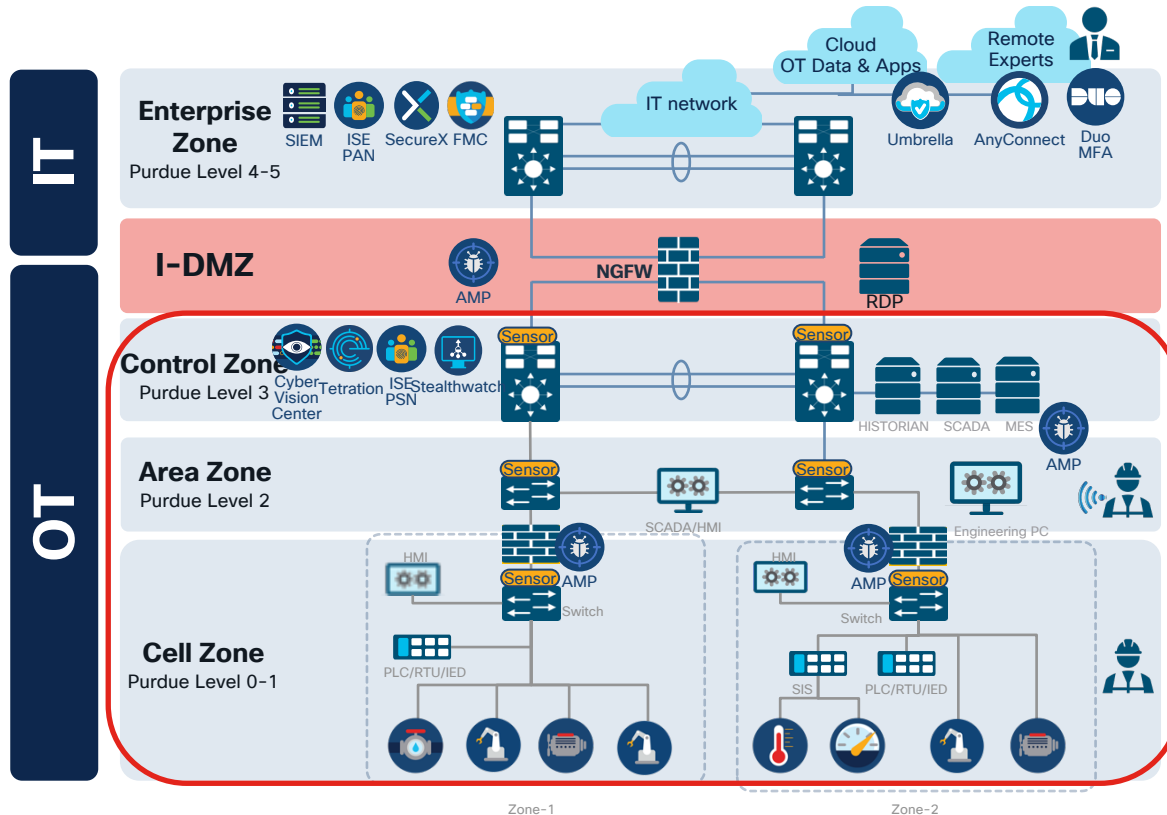 IT
OT
Enterprise
Zone
Purdue Level 4-5
SIEM
ISE
PAN
SecureX
FMC
IT network
Cloud
OT Data & Apps
Remote
Experts
Umbrella
AnyConnect
Duo
MFA
I-DMZ
AMP
NGFW
RDP
Control Zone
Purdue Level 3
Cyber
Vision
Center
Tetration
ISE
PSN
Stealthwatch
Sensor
Sensor
HISTORIAN
SCADA
MES
AMP
Area Zone
Purdue Level 2
Sensor
SCADA/HMI
Sensor
Engineering PC
Cell Zone
Purdue Level 0-1
HMI
AMP
Sensor
Switch
PLC/RTU/IED
HMI
AMP
Sensor
Switch
SIS
PLC/RTU/IED
Zone-1
Zone-2